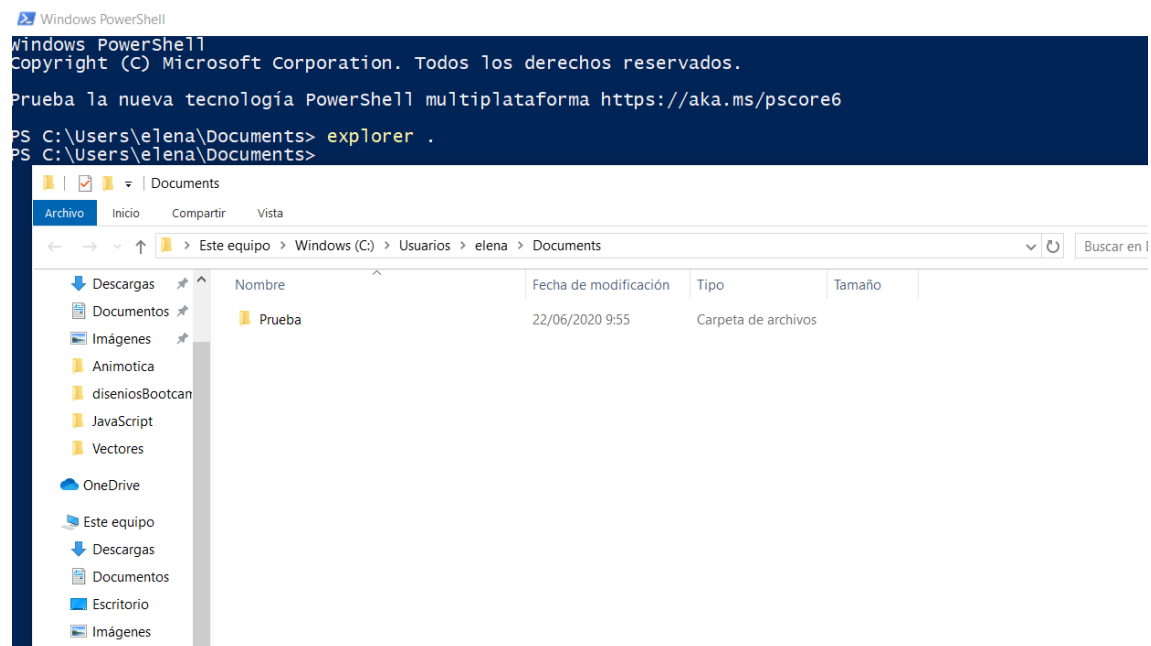 Windows PowerShell
Windows PowerShell
Copyright (C) Microsoft Corporation. Todos los derechos reservados.
Prueba la nueva tecnología PowerShell multiplataforma https://aka.ms/pscore6
PS C:\Users\elena\Documents> explorer .
PS C:\Users\elena\Documents>
Documents
Archivo Inicio Compartir Vista
Este equipo > Windows (C:) > Usuarios > elena > Documents
Buscar en
Nombre Fecha de modificación Tipo Tamaño
Prueba 22/06/2020 9:55 Carpeta de archivos
Descargas
Documentos
Imágenes
Animotica
diseniosBootcam
JavaScript
Vectores
OneDrive
Este equipo
Descargas
Documentos
Escritorio
Imágenes